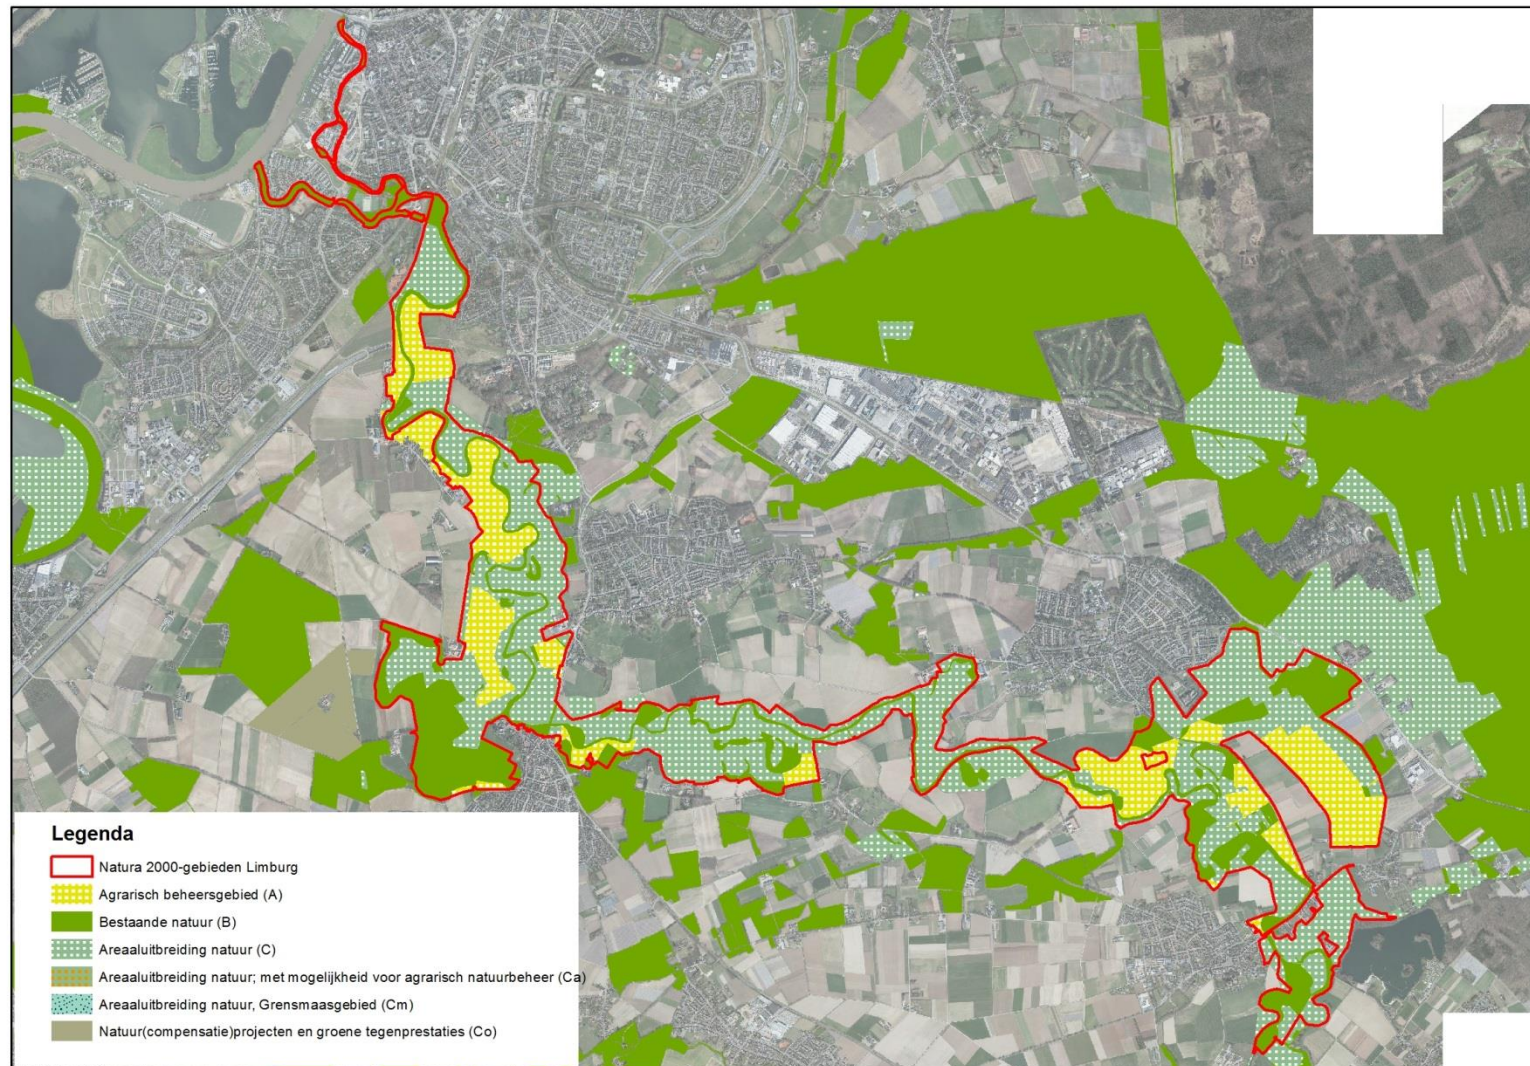 Legenda
Natura 2000-gebieden Limburg
Agrarisch beheersgebied (A)
Bestaande natuur (B)
Areaaluitbreiding natuur (C)
Areaaluitbreiding natuur; met mogelijkheid voor agrarisch natuurbeheer (Ca)
Areaaluitbreiding natuur, Grensmaasgebied (Cm)
Natuur(compensatie)projecten en groene tegenprestaties (Co)